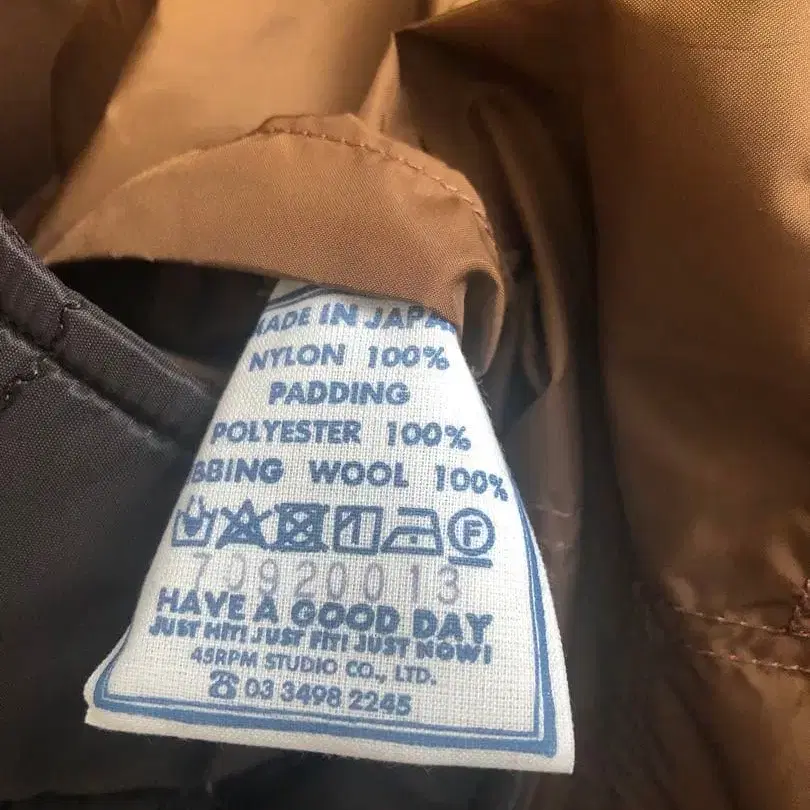 MADE IN JAPA
NYLON 100%
PADDING
POLYESTER 100%
BBING WOOL 100%
F
70920013
HAVE A GOOD DAY
JUST HIT! JUST FIT! JUST NOW!
45RPM STUDIO CO., LTD.
☎ 03 3498 2245